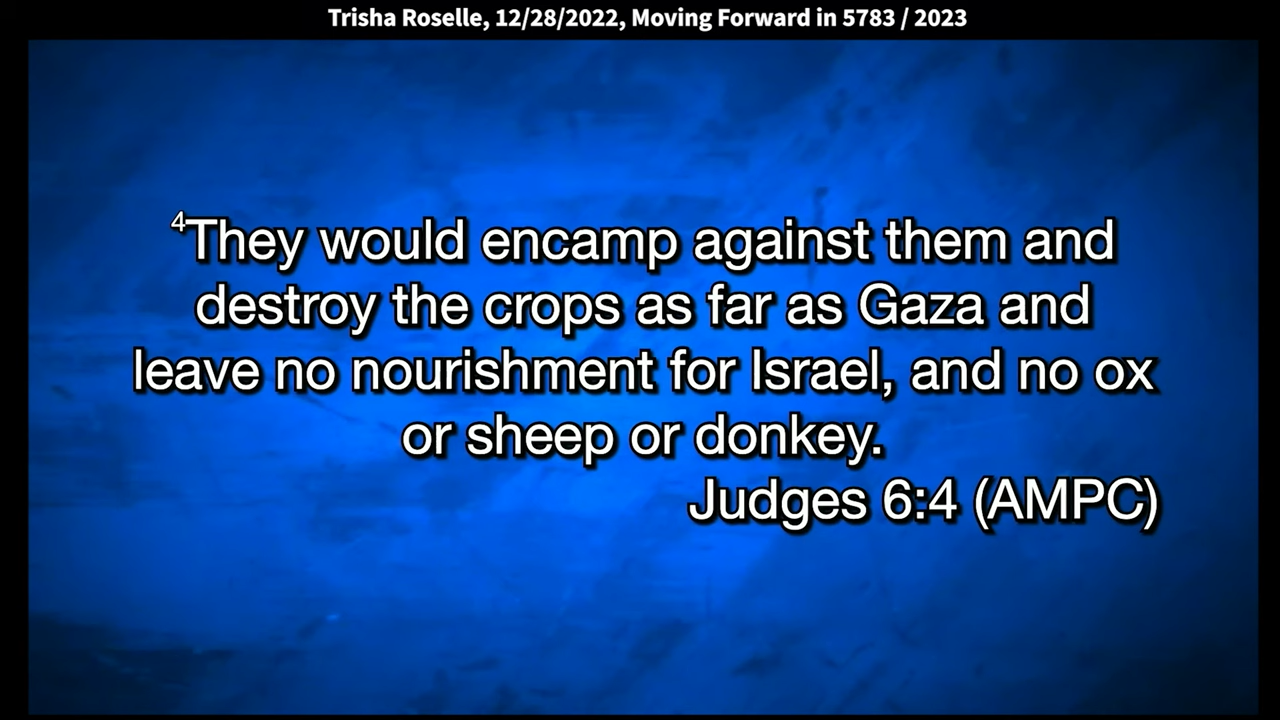 Trisha Roselle, 12/28/2022, Moving Forward in 5783 / 2023
4They would encamp against them and
destroy the crops as far as Gaza and
leave no nourishment for Israel, and no ox
or sheep or donkey.
Judges 6:4 (AMPC)